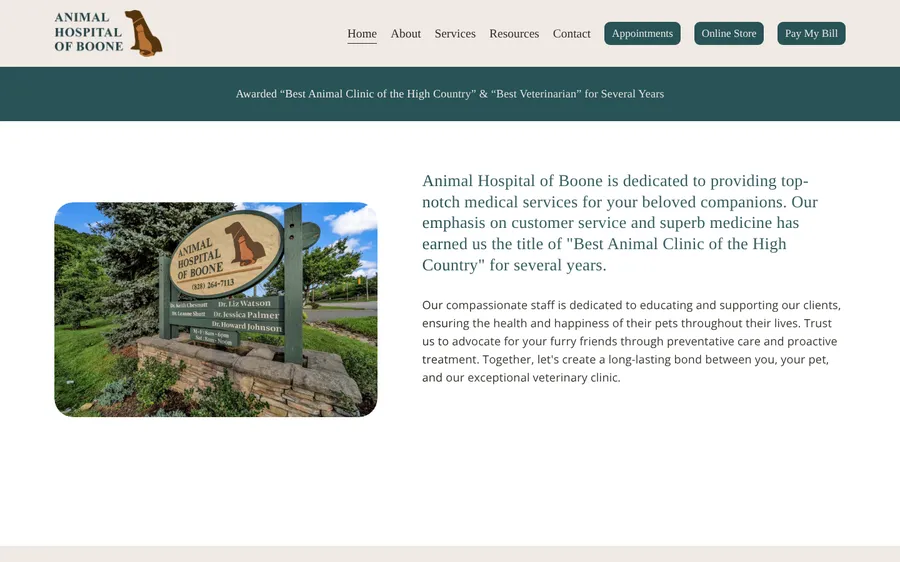 ANIMAL
HOSPITAL
OF BOONE
Home About Services Resources Contact Appointments Online Store Pay My Bill
Awarded “Best Animal Clinic of the High Country” & “Best Veterinarian” for Several Years
Animal Hospital of Boone is dedicated to providing top-
notch medical services for your beloved companions. Our
emphasis on customer service and superb medicine has
earned us the title of "Best Animal Clinic of the High
Country" for several years.
Our compassionate staff is dedicated to educating and supporting our clients,
ensuring the health and happiness of their pets throughout their lives. Trust
us to advocate for your furry friends through preventative care and proactive
treatment. Together, let's create a long-lasting bond between you, your pet,
and our exceptional veterinary clinic.
ANIMAL
HOSPITAL
OF BOONE
(828) 264-7113
Dr. Liz Watson
Dr. Jessica Palmer
Dr. Howard Johnson